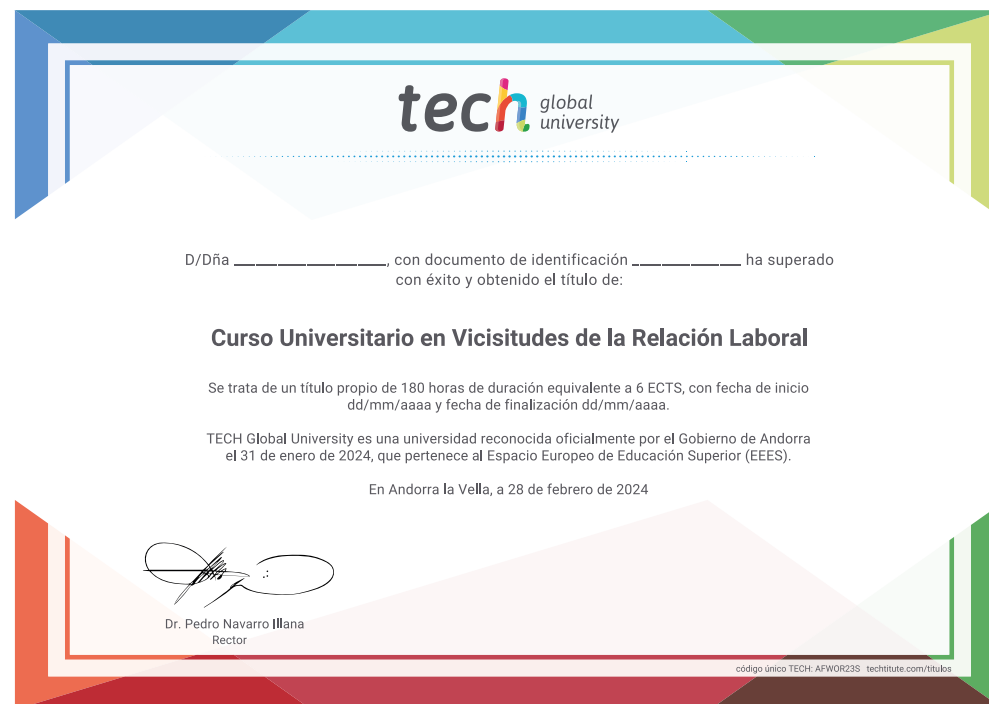 tech global university
D/Dña __________________, con documento de identificación _____________ ha superado
con éxito y obtenido el título de:
Curso Universitario en Vicisitudes de la Relación Laboral
Se trata de un título propio de 180 horas de duración equivalente a 6 ECTS, con fecha de inicio
dd/mm/aaaa y fecha de finalización dd/mm/aaaa.
TECH Global University es una universidad reconocida oficialmente por el Gobierno de Andorra
el 31 de enero de 2024, que pertenece al Espacio Europeo de Educación Superior (EEES).
En Andorra la Vella, a 28 de febrero de 2024
Dr. Pedro Navarro Illana
Rector
código único TECH: AFWOR23S techtitute.com/titulos